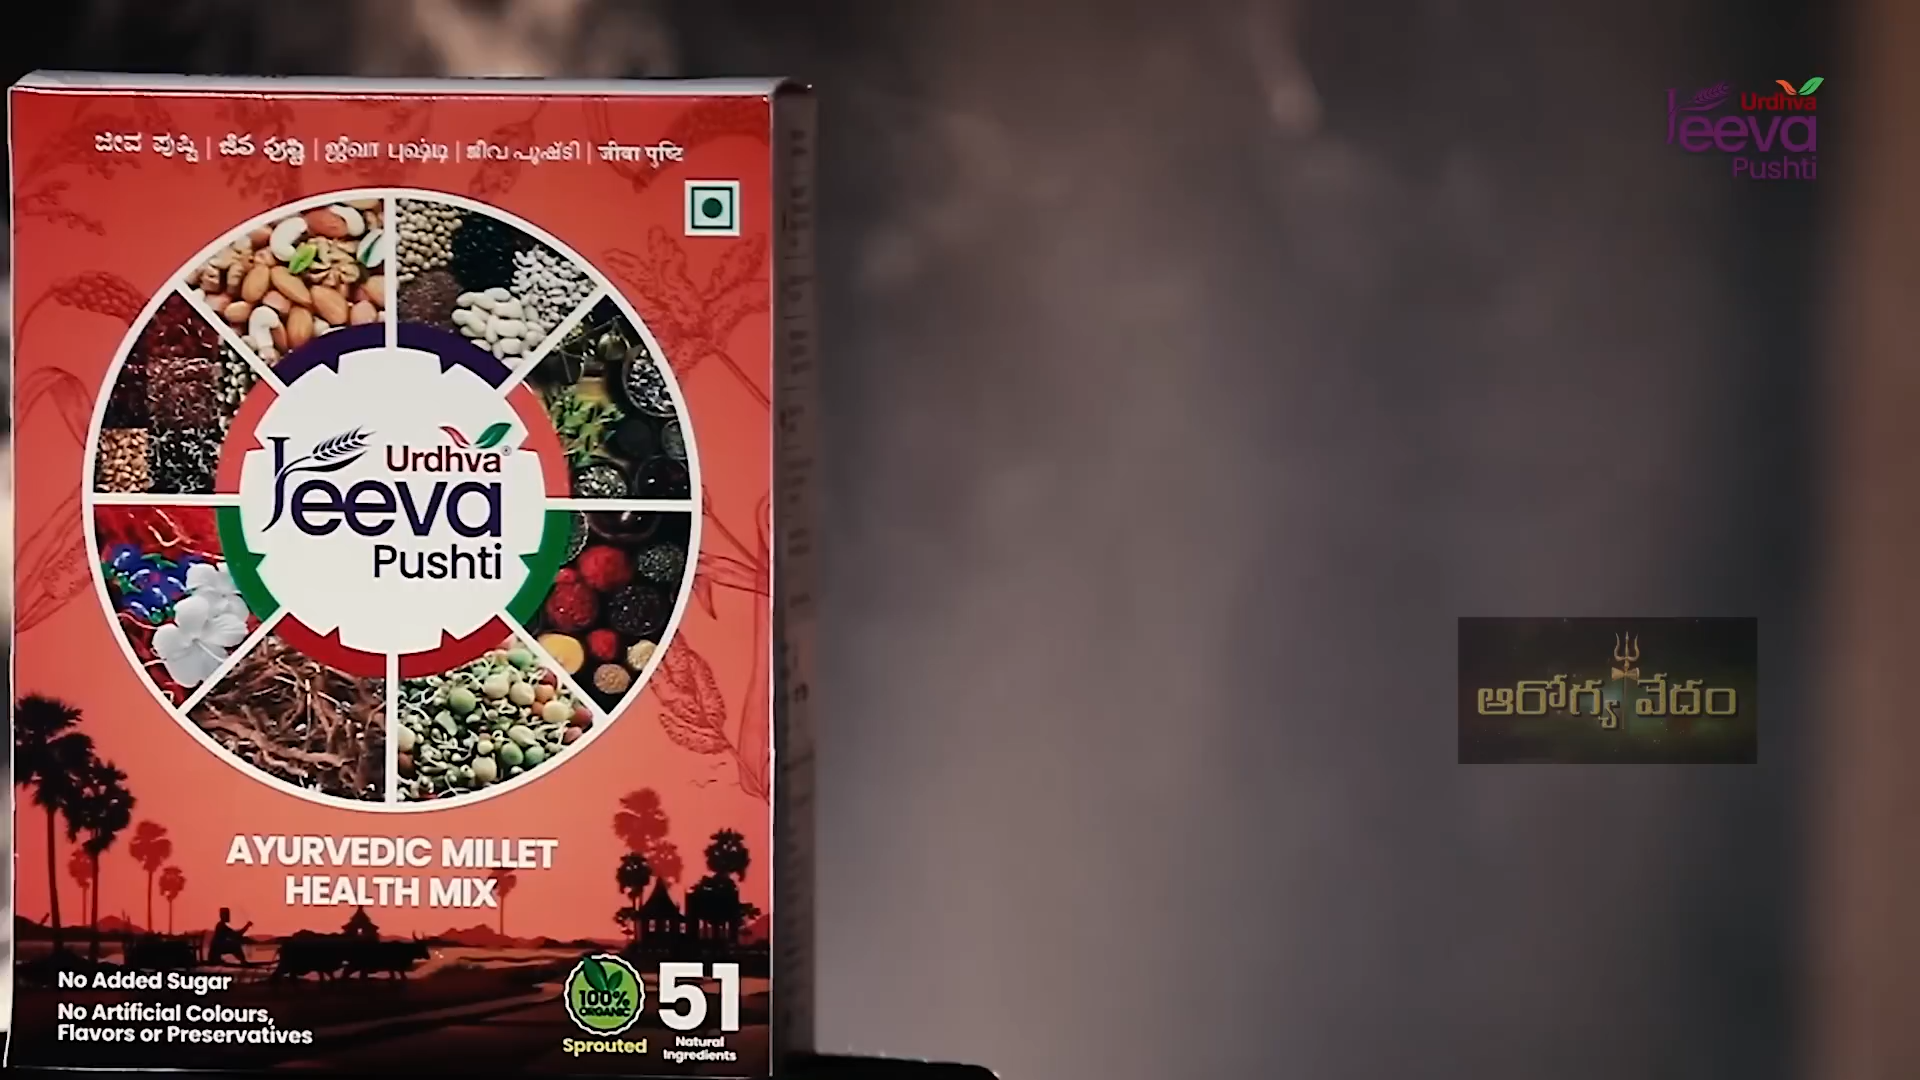 ಜೀವ ಪುಷ್ಟಿ | జీవ పుష్టి | ஜீவா புஷ்டி | ജീവ പുഷ്ടി | जीवा पुष्टि
Urdhva®
Jeeva
Pushti
AYURVEDIC MILLET
HEALTH MIX
No Added Sugar
No Artificial Colours,
Flavors or Preservatives
100%
ORGANIC
Sprouted
51
Natural
Ingredients
Urdhva
Jeeva
Pushti
ఆరోగ్య వేదం